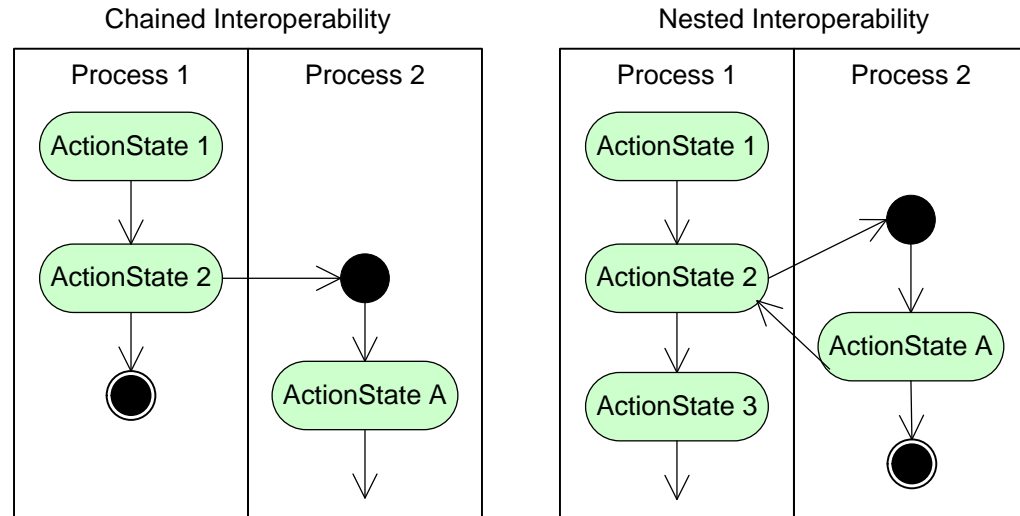 Chained Interoperability
Process 1
Process 2
ActionState 1
ActionState 2
ActionState A
Nested Interoperability
Process 1
Process 2
ActionState 1
ActionState 2
ActionState A
ActionState 3